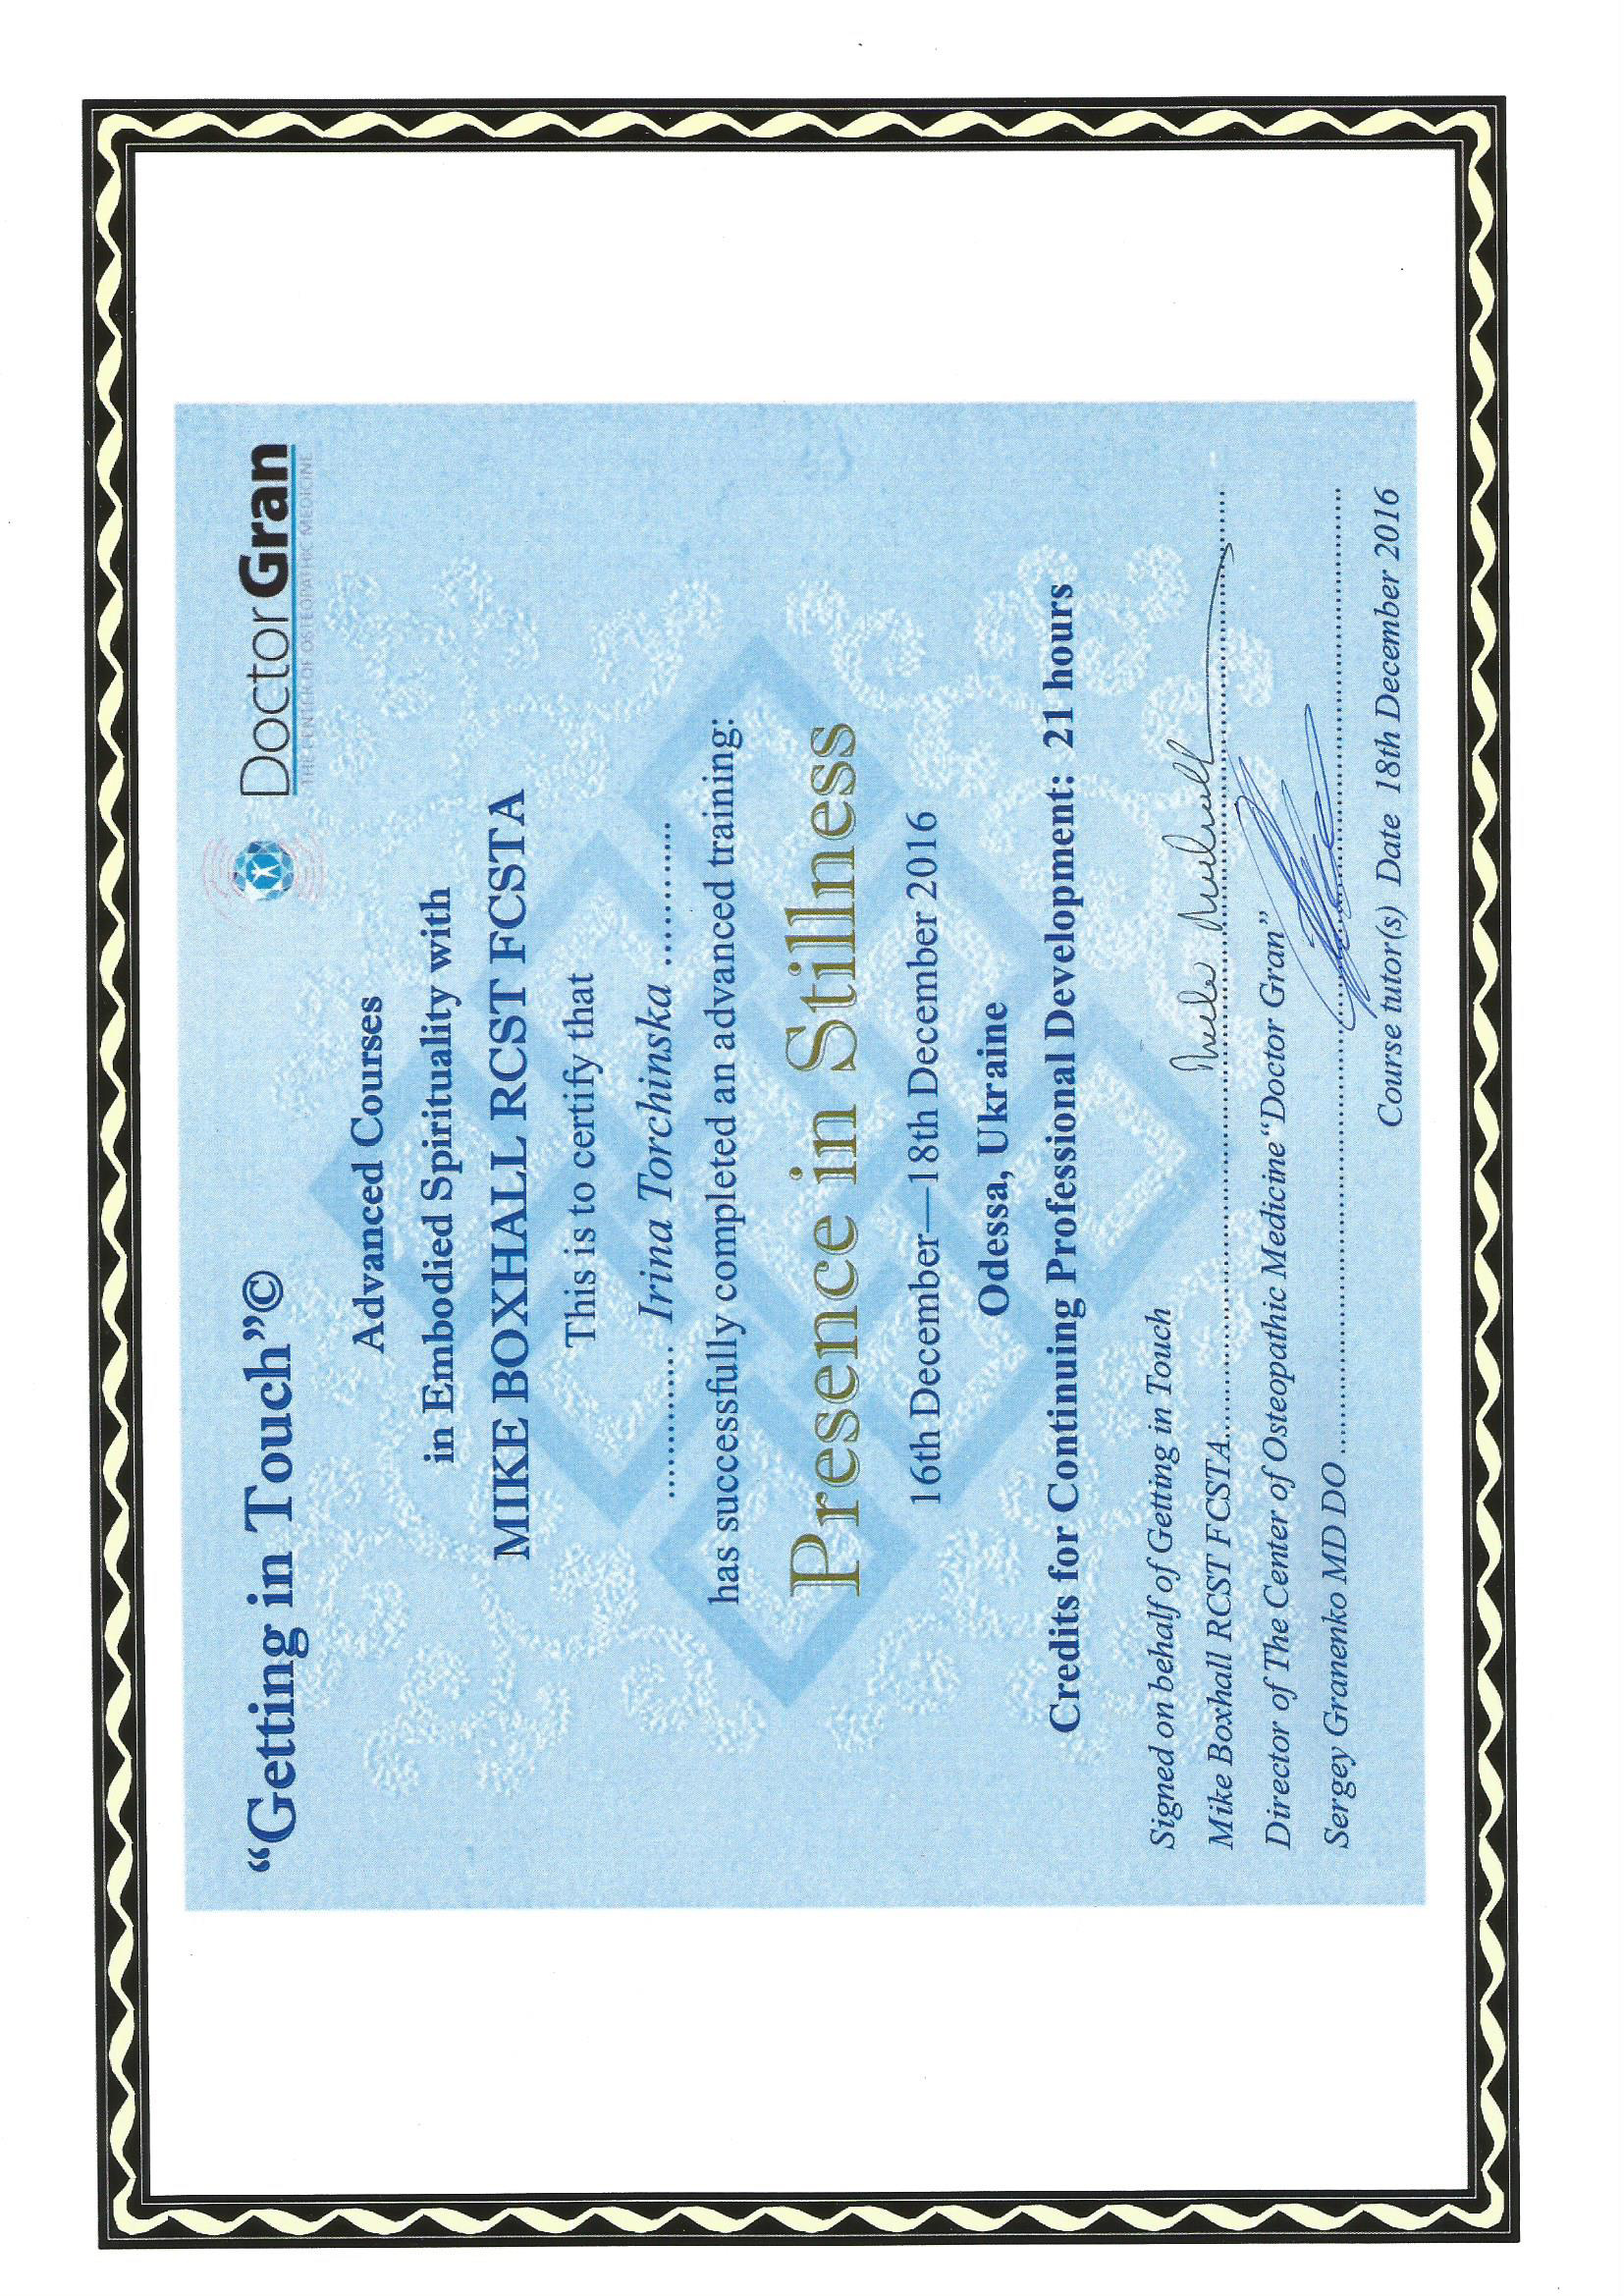 “Getting in Touch”©
Doctor Gran
THE CENTER OF OSTEOPATHIC MEDICINE
Advanced Courses
in Embodied Spirituality with
MIKE BOXHALL RCST FCSTA
This is to certify that
............ Irina Torchinska ............
has successfully completed an advanced training:
Presence in Stillness
16th December—18th December 2016
Odessa, Ukraine
Credits for Continuing Professional Development: 21 hours
Signed on behalf of Getting in Touch
Mike Boxhall RCST FCSTA
Director of The Center of Osteopathic Medicine “Doctor Gran”
Sergey Granenko MD DO
Course tutor(s) Date 18th December 2016